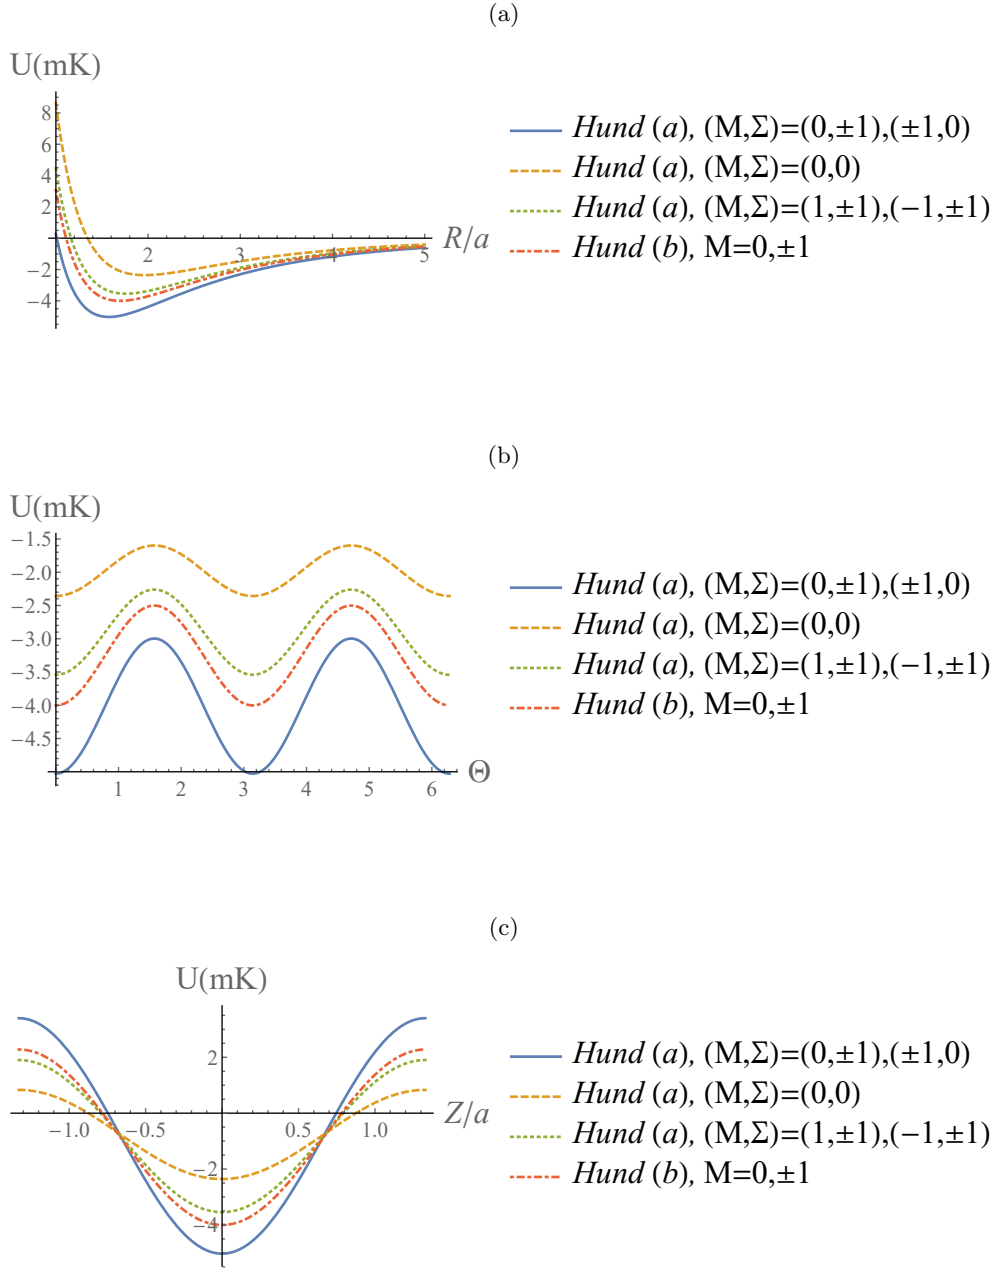 (a)
U(mK)
8
6
4
2
−2
−4
2
3
4
5
R/a
Hund (a), (M,Σ)=(0,±1),(±1,0)
Hund (a), (M,Σ)=(0,0)
Hund (a), (M,Σ)=(1,±1),(−1,±1)
Hund (b), M=0,±1
(b)
U(mK)
−1.5
−2.0
−2.5
−3.0
−3.5
−4.0
−4.5
1
2
3
4
5
6
Θ
Hund (a), (M,Σ)=(0,±1),(±1,0)
Hund (a), (M,Σ)=(0,0)
Hund (a), (M,Σ)=(1,±1),(−1,±1)
Hund (b), M=0,±1
(c)
U(mK)
2
−2
−4
−1.0
−0.5
0.5
1.0
Z/a
Hund (a), (M,Σ)=(0,±1),(±1,0)
Hund (a), (M,Σ)=(0,0)
Hund (a), (M,Σ)=(1,±1),(−1,±1)
Hund (b), M=0,±1